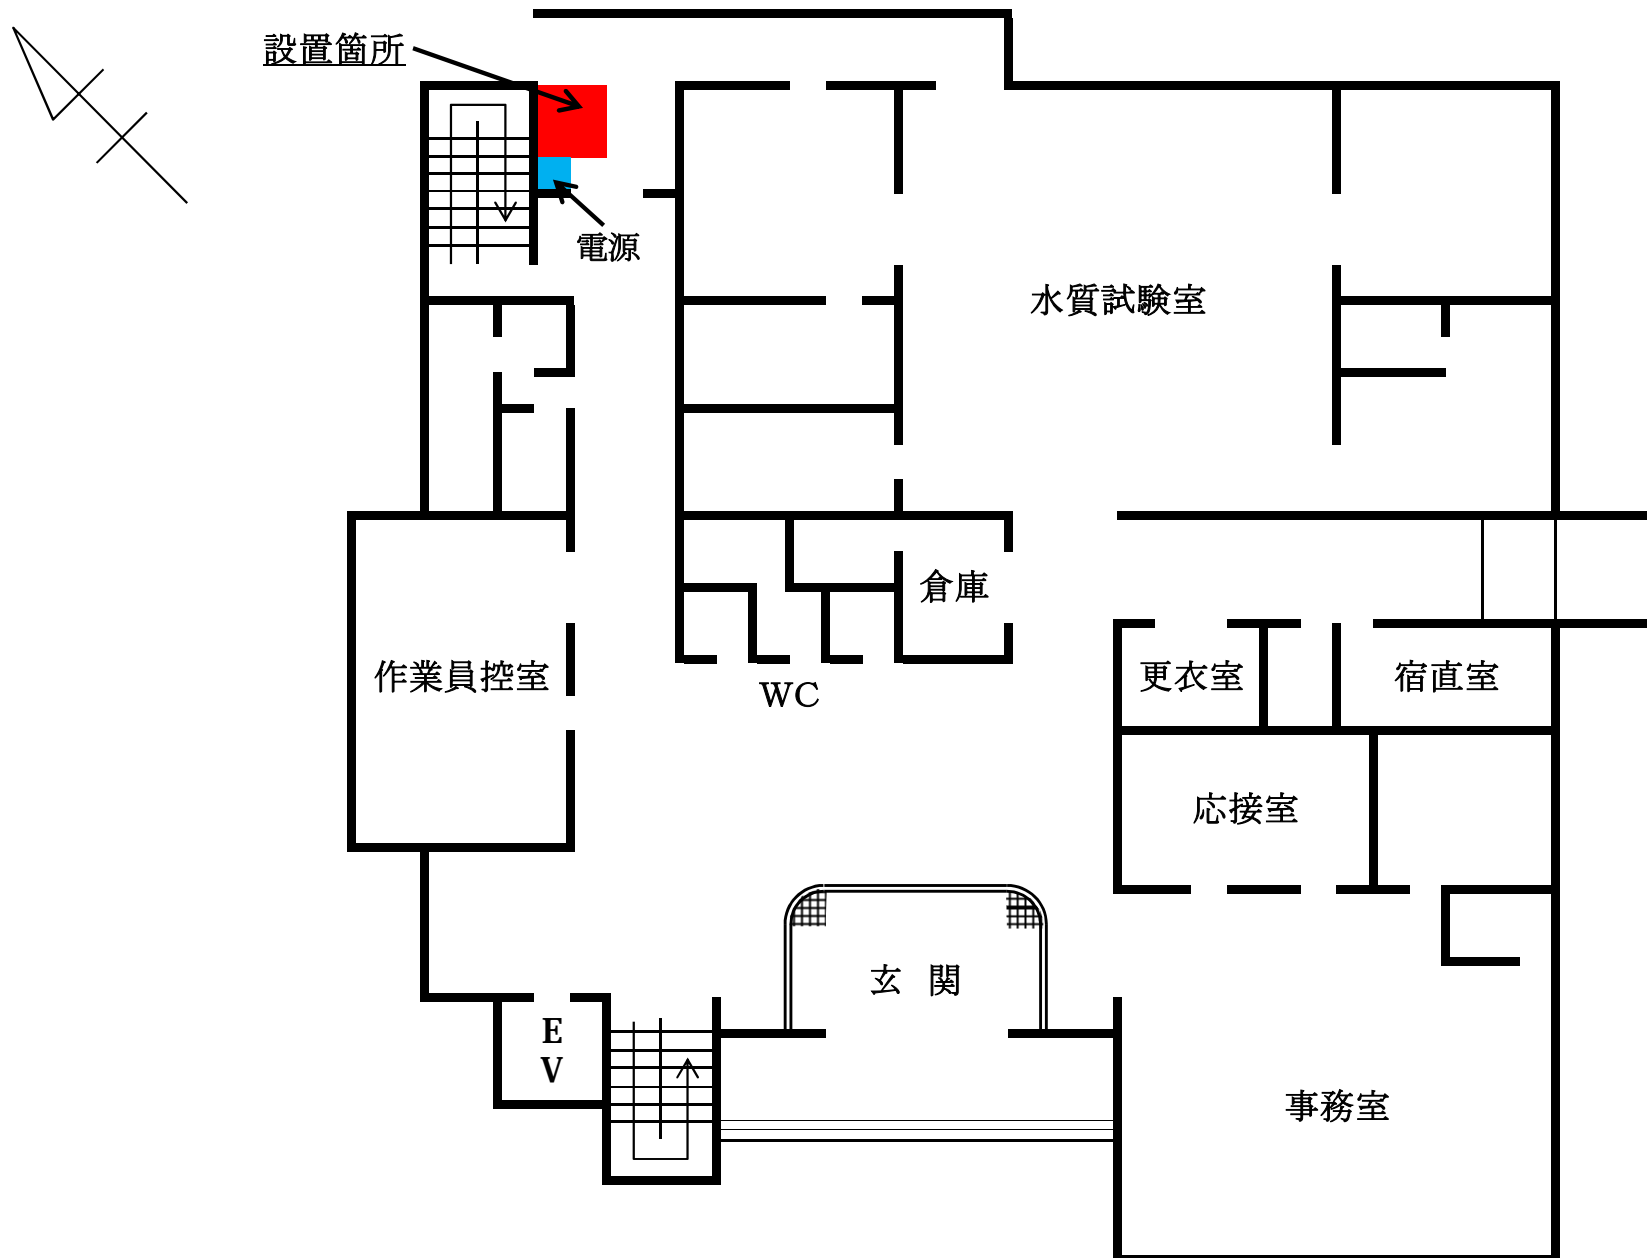 設置箇所
電源
水質試験室
倉庫
作業員控室
WC
更衣室
宿直室
応接室
玄 関
E
V
事務室